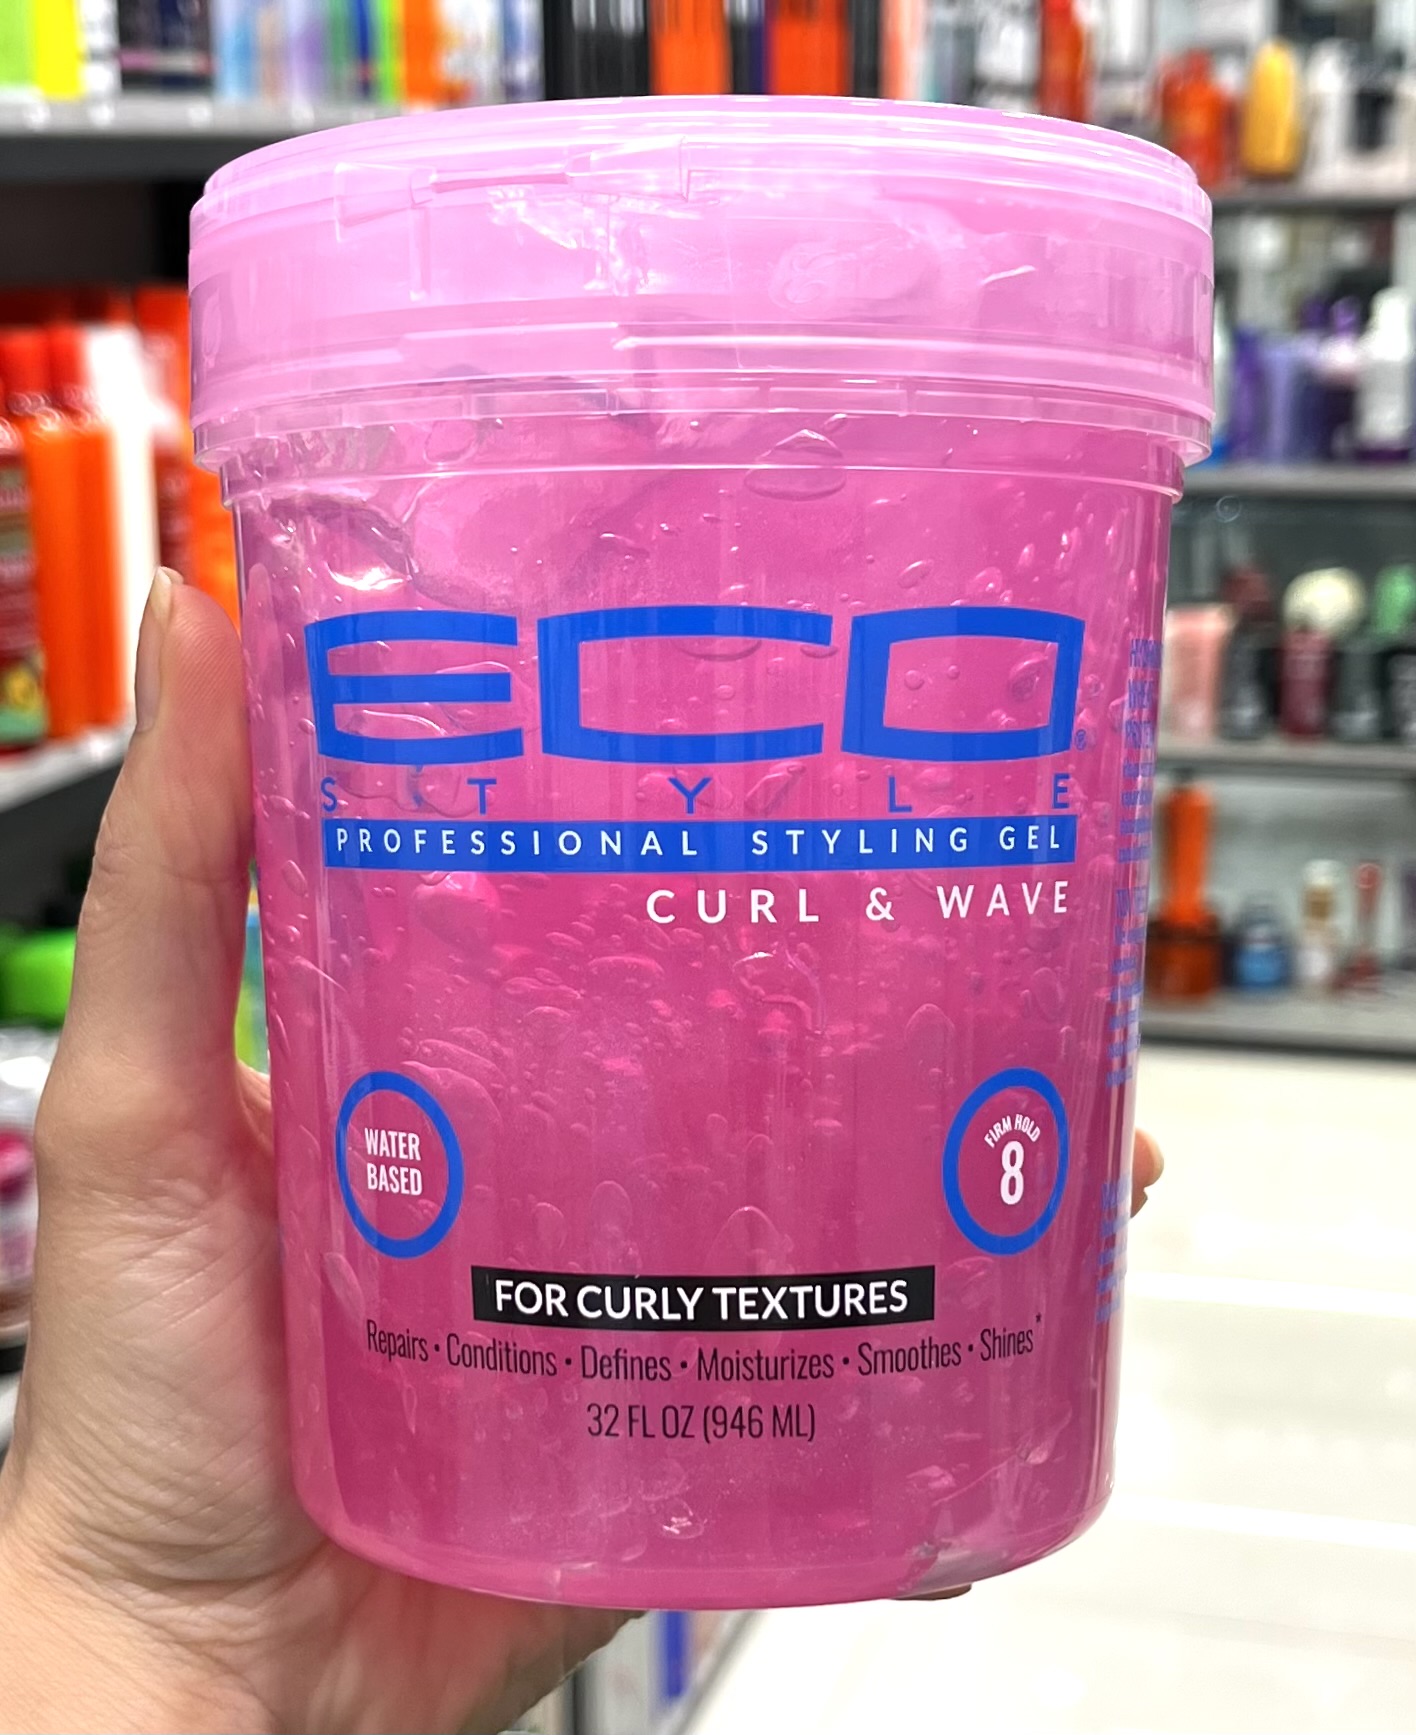 ECO®
STYLE
PROFESSIONAL STYLING GEL
CURL & WAVE
WATER
BASED
FIRM HOLD
8
FOR CURLY TEXTURES
Repairs • Conditions • Defines • Moisturizes • Smoothes • Shines*
32 FL OZ (946 ML)